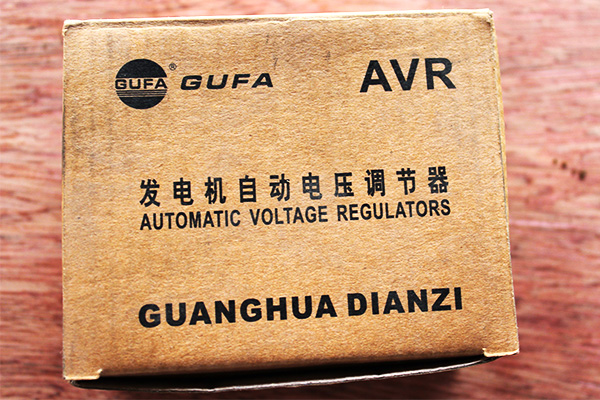 GUFA® GUFA AVR
发电机自动电压调节器
AUTOMATIC VOLTAGE REGULATORS
GUANGHUA DIANZI